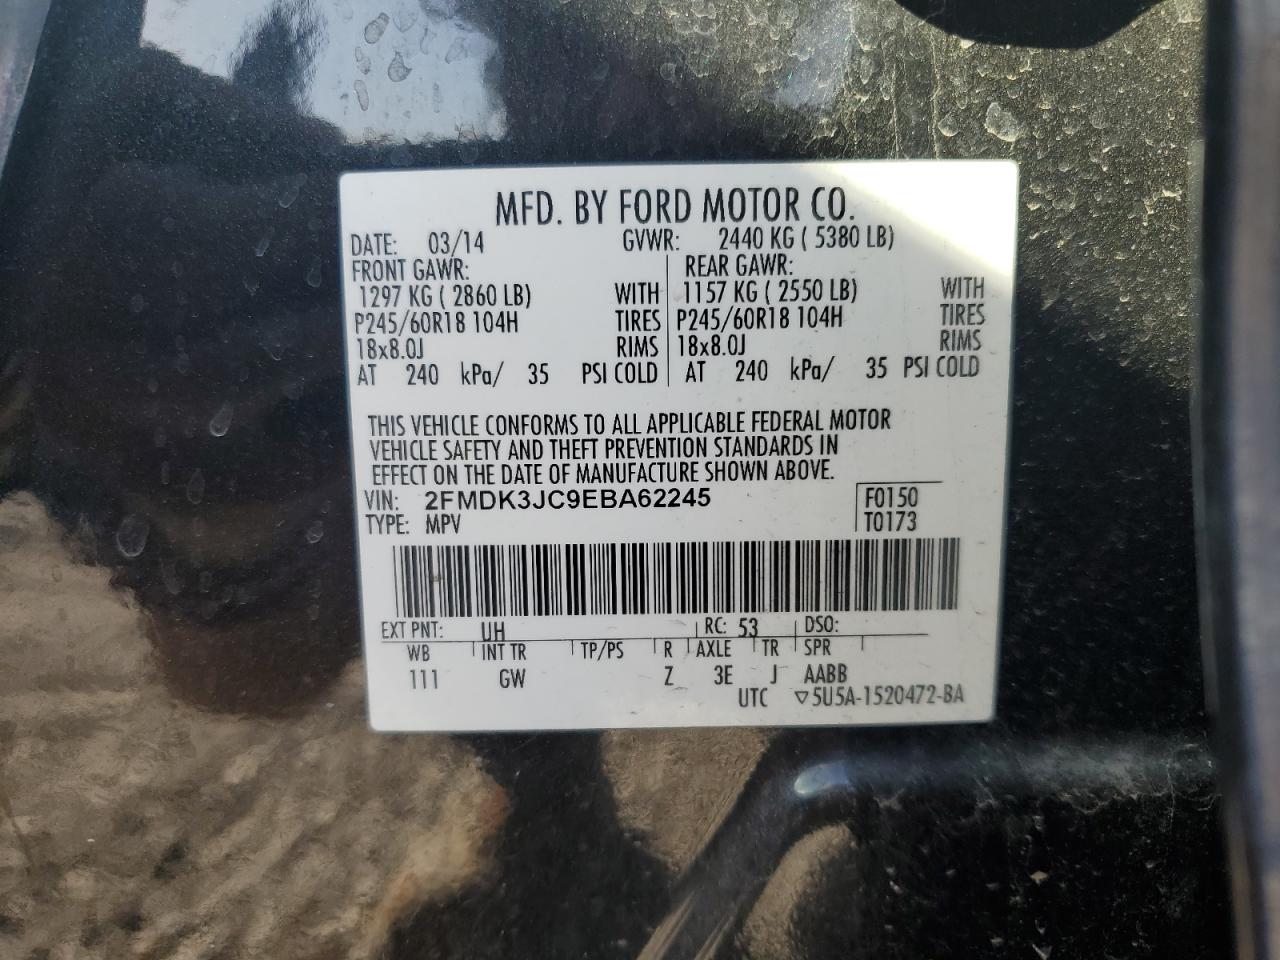 MFD. BY FORD MOTOR CO.
DATE: 03/14 GVWR: 2440 KG ( 5380 LB)
FRONT GAWR: REAR GAWR:
1297 KG ( 2860 LB) WITH 1157 KG ( 2550 LB) WITH
P245/60R18 104H TIRES P245/60R18 104H TIRES
18x8.0J RIMS 18x8.0J RIMS
AT 240 kPa/ 35 PSI COLD AT 240 kPa/ 35 PSI COLD
THIS VEHICLE CONFORMS TO ALL APPLICABLE FEDERAL MOTOR
VEHICLE SAFETY AND THEFT PREVENTION STANDARDS IN
EFFECT ON THE DATE OF MANUFACTURE SHOWN ABOVE.
VIN: 2FMDK3JC9EBA62245 F0150
TYPE: MPV T0173
EXT PNT: UH RC: 53 DSO:
WB INT TR TP/PS R AXLE TR SPR
111 GW Z 3E J AABB
UTC ▽5U5A-1520472-BA